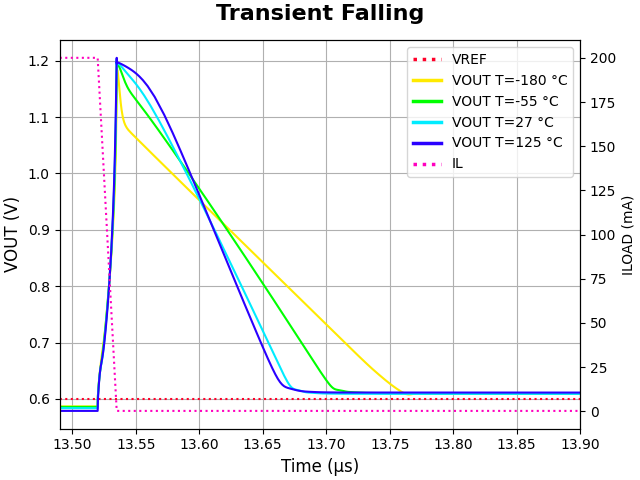 Transient Falling
VREF
VOUT T=-180 °C
VOUT T=-55 °C
VOUT T=27 °C
VOUT T=125 °C
IL
VOUT (V)
1.2
1.1
1.0
0.9
0.8
0.7
0.6
ILOAD (mA)
200
175
150
125
100
75
50
25
0
13.50 13.55 13.60 13.65 13.70 13.75 13.80 13.85 13.90
Time (μs)